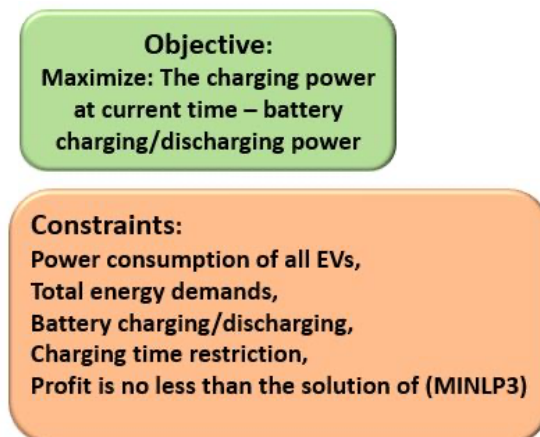 Objective:
Maximize: The charging power
at current time – battery
charging/discharging power
Constraints:
Power consumption of all EVs,
Total energy demands,
Battery charging/discharging,
Charging time restriction,
Profit is no less than the solution of (MINLP3)